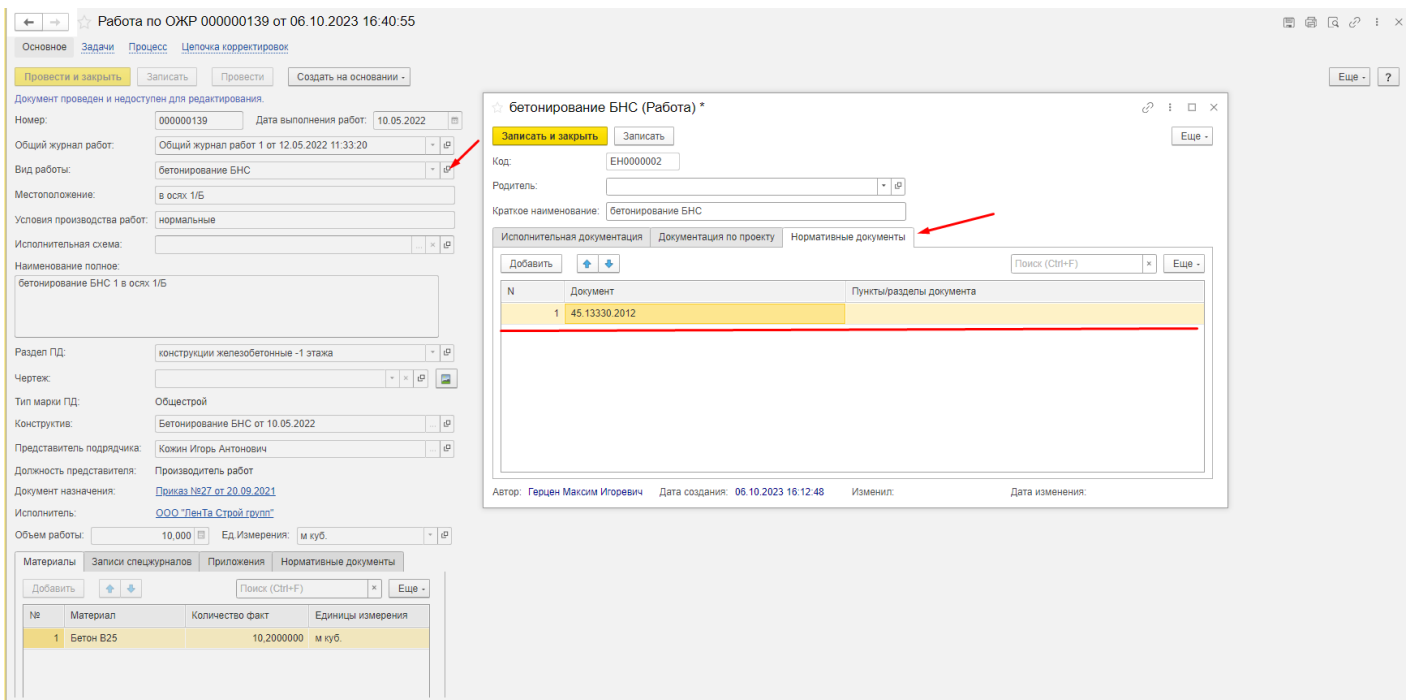 Работа по ОЖР 000000139 от 06.10.2023 16:40:55
Основное Задачи Процесс Цепочка корректировок
Провести и закрыть Записать Провести Создать на основании Еще ?
Документ проведен и недоступен для редактирования.
Номер: 000000139 Дата выполнения работ: 10.05.2022
Общий журнал работ: Общий журнал работ 1 от 12.05.2022 11:33:20
Вид работы: бетонирование БНС
Местоположение: в осях 1/Б
Условия производства работ: нормальные
Исполнительная схема:
Наименование полное:
бетонирование БНС 1 в осях 1/Б
Раздел ПД: конструкции железобетонные -1 этажа
Чертеж:
Тип марки ПД: Общестрой
Конструктив: Бетонирование БНС от 10.05.2022
Представитель подрядчика: Кожин Игорь Антонович
Должность представителя: Производитель работ
Документ назначения: Приказ №27 от 20.09.2021
Исполнитель: ООО "ЛенТа Строй групп"
Объем работы: 10,000 Ед.Измерения: м куб.
Материалы Записи спецжурналов Приложения Нормативные документы
Добавить Поиск (Ctrl+F) × Еще
№ Материал Количество факт Единицы измерения
1 Бетон В25 10,2000000 м куб.
бетонирование БНС (Работа) *
Записать и закрыть Записать Еще
Код: ЕН0000002
Родитель:
Краткое наименование: бетонирование БНС
Исполнительная документация Документация по проекту Нормативные документы
Добавить Поиск (Ctrl+F) × Еще
N Документ Пункты/разделы документа
1 45.13330.2012
Автор: Герцен Максим Игоревич Дата создания: 06.10.2023 16:12:48 Изменил: Дата изменения: